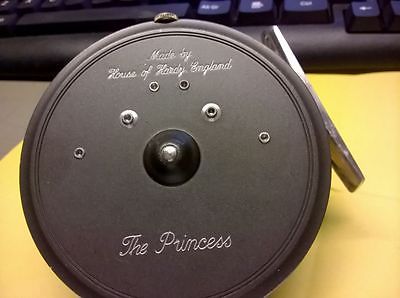 Made by
House of Hardy, England
The Princess